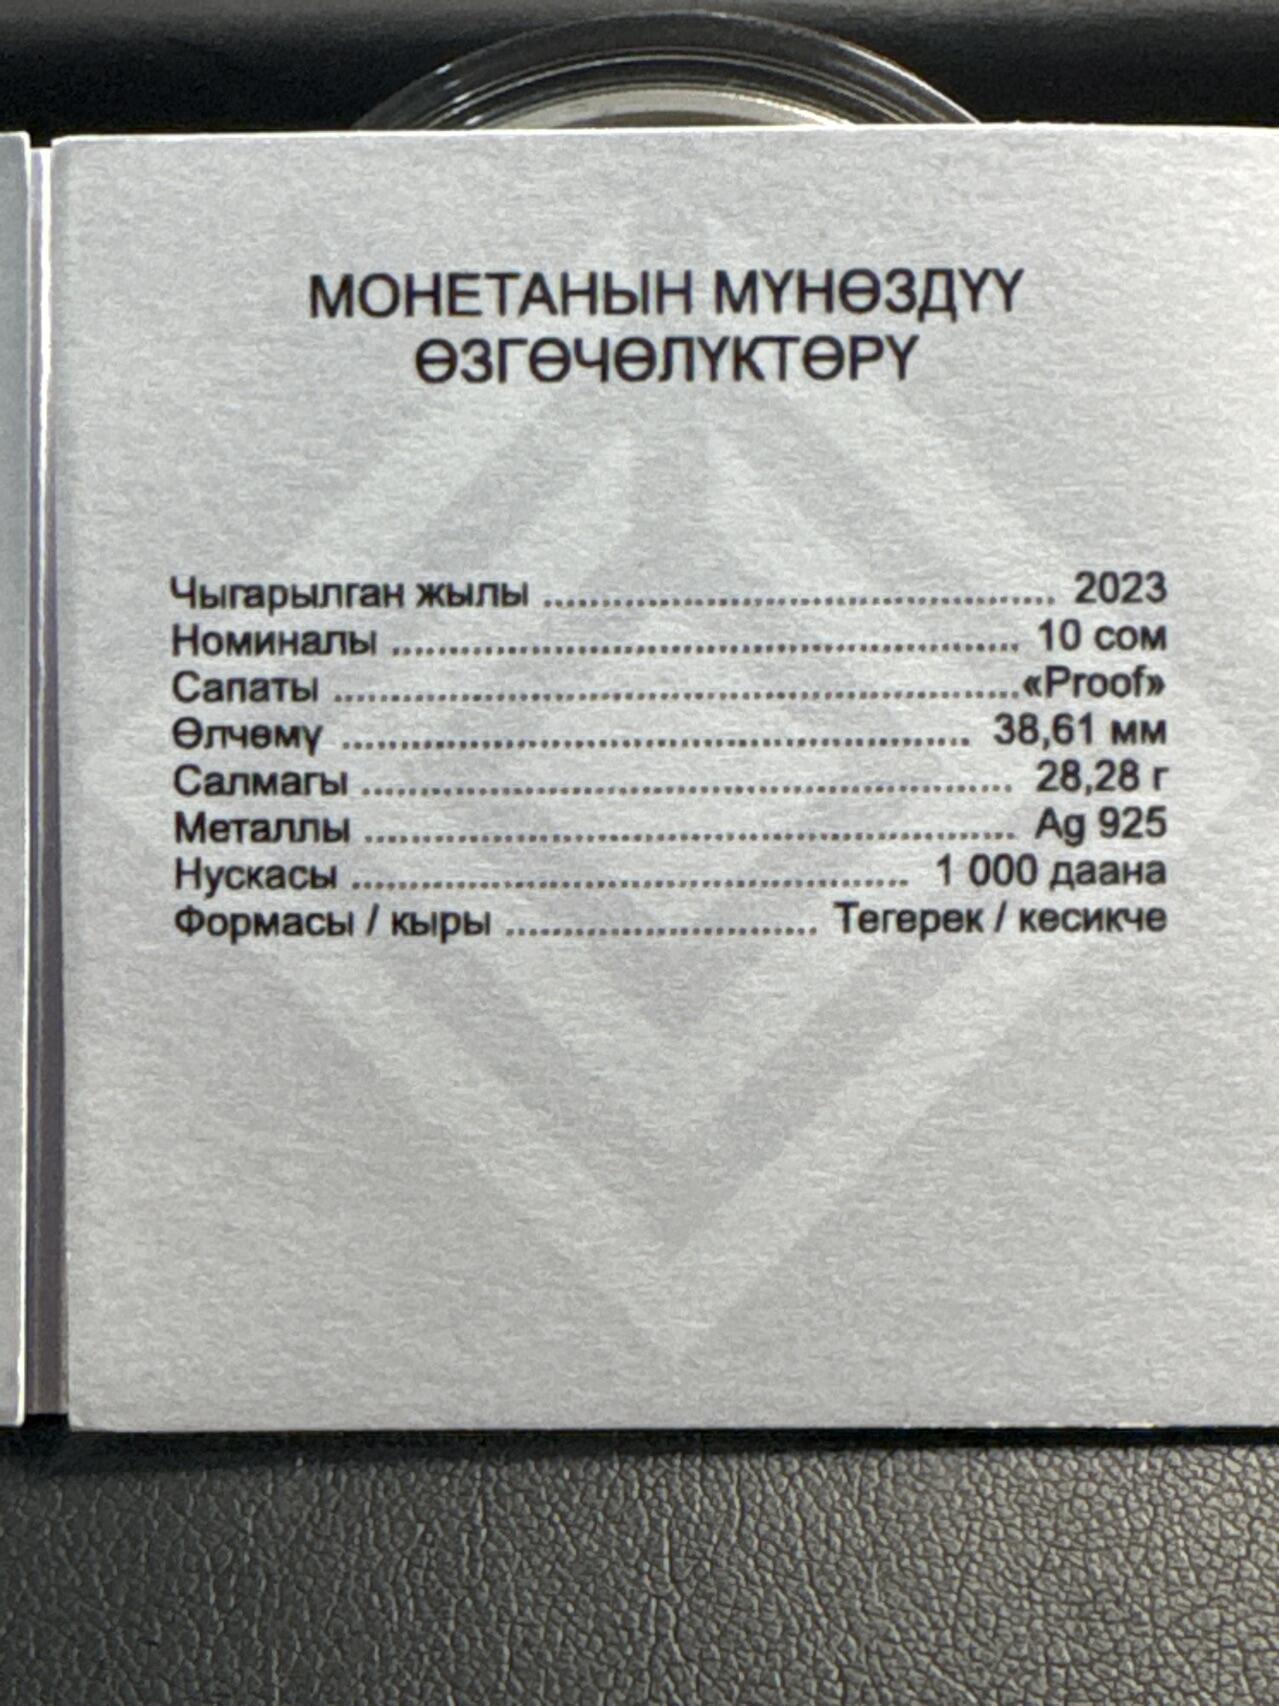 МОНЕТАНЫН МҮНӨЗДҮҮ
ӨЗГӨЧӨЛҮКТӨРҮ
Чыгарылган жылы ........................................... 2023
Номиналы ..................................................... 10 сом
Сапаты .......................................................... «Proof»
Өлчөмү ..................................................... 38,61 мм
Салмагы ....................................................... 28,28 г
Металлы ....................................................... Ag 925
Нускасы ............................................... 1 000 даана
Формасы / кыры .......................... Тегерек / кесикче